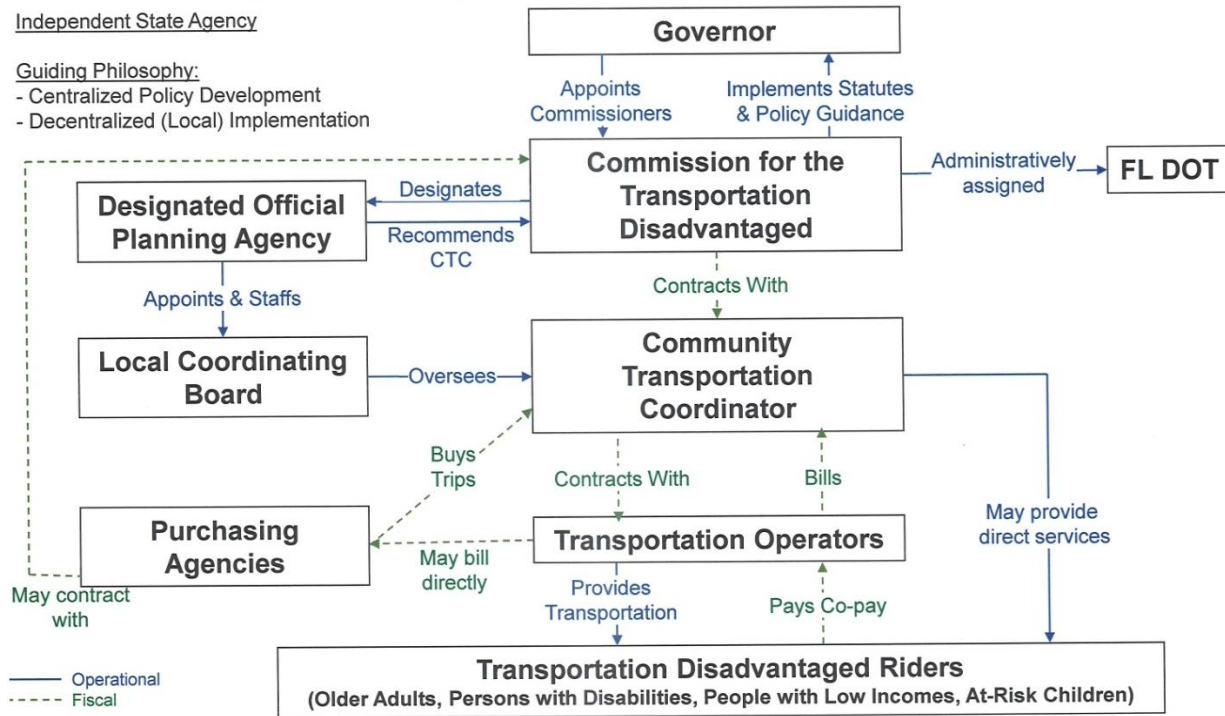 Independent State Agency
Governor
Guiding Philosophy:
- Centralized Policy Development
- Decentralized (Local) Implementation
Appoints
Commissioners
Implements Statutes
& Policy Guidance
Commission for the
Transportation
Disadvantaged
Administratively
assigned
FL DOT
Designates
Designated Official
Planning Agency
Recommends
CTC
Contracts With
Appoints & Staffs
Local Coordinating
Board
Oversees
Community
Transportation
Coordinator
Buys
Trips
Contracts With
Bills
May provide
direct services
Purchasing
Agencies
May bill
directly
Transportation Operators
May contract
with
Provides
Transportation
Pays Co-pay
Transportation Disadvantaged Riders
(Older Adults, Persons with Disabilities, People with Low Incomes, At-Risk Children)
Operational
Fiscal